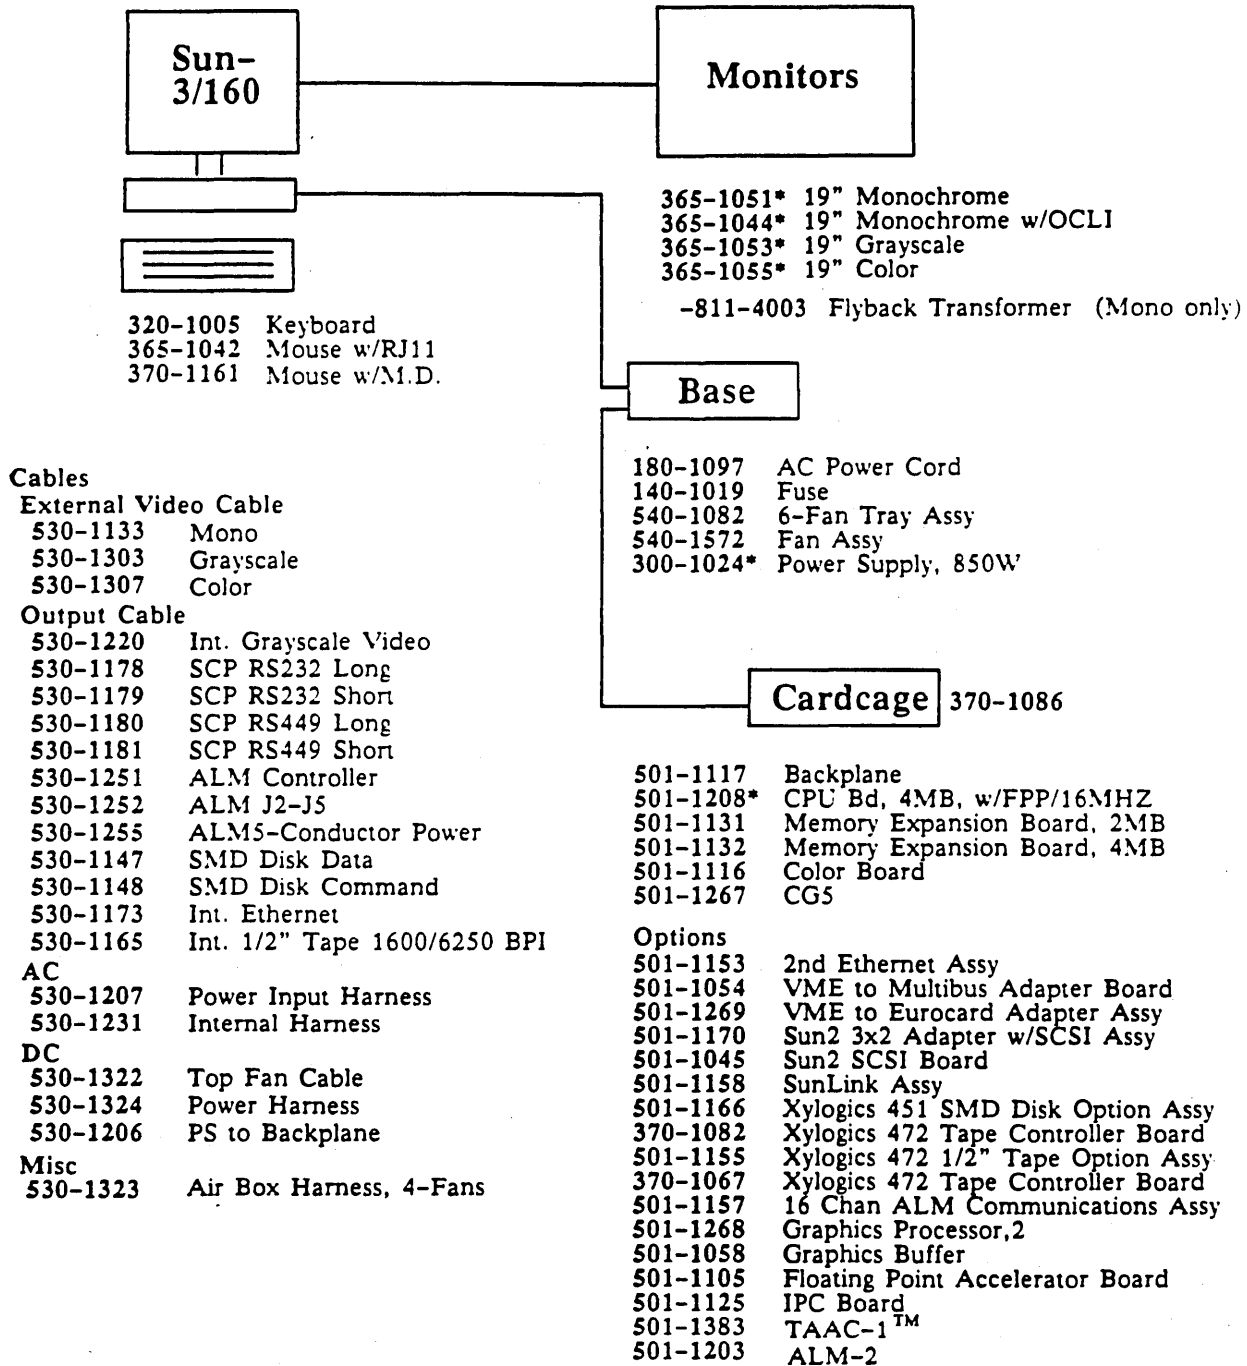 Sun-
3/160
Monitors
365-1051* 19" Monochrome
365-1044* 19" Monochrome w/OCLI
365-1053* 19" Grayscale
365-1055* 19" Color
-811-4003 Flyback Transformer (Mono only)
320-1005 Keyboard
365-1042 Mouse w/RJ11
370-1161 Mouse w/M.D.
Base
180-1097 AC Power Cord
140-1019 Fuse
540-1082 6-Fan Tray Assy
540-1572 Fan Assy
300-1024* Power Supply, 850W
Cables
External Video Cable
530-1133 Mono
530-1303 Grayscale
530-1307 Color
Output Cable
530-1220 Int. Grayscale Video
530-1178 SCP RS232 Long
530-1179 SCP RS232 Short
530-1180 SCP RS449 Long
530-1181 SCP RS449 Short
530-1251 ALM Controller
530-1252 ALM J2-J5
530-1255 ALM5-Conductor Power
530-1147 SMD Disk Data
530-1148 SMD Disk Command
530-1173 Int. Ethernet
530-1165 Int. 1/2" Tape 1600/6250 BPI
AC
530-1207 Power Input Harness
530-1231 Internal Harness
DC
530-1322 Top Fan Cable
530-1324 Power Harness
530-1206 PS to Backplane
Misc
530-1323 Air Box Harness, 4-Fans
Cardcage 370-1086
501-1117 Backplane
501-1208* CPU Bd, 4MB, w/FPP/16MHZ
501-1131 Memory Expansion Board, 2MB
501-1132 Memory Expansion Board, 4MB
501-1116 Color Board
501-1267 CG5
Options
501-1153 2nd Ethernet Assy
501-1054 VME to Multibus Adapter Board
501-1269 VME to Eurocard Adapter Assy
501-1170 Sun2 3x2 Adapter w/SCSI Assy
501-1045 Sun2 SCSI Board
501-1158 SunLink Assy
501-1166 Xylogics 451 SMD Disk Option Assy
370-1082 Xylogics 472 Tape Controller Board
501-1155 Xylogics 472 1/2" Tape Option Assy
370-1067 Xylogics 472 Tape Controller Board
501-1157 16 Chan ALM Communications Assy
501-1268 Graphics Processor,2
501-1058 Graphics Buffer
501-1105 Floating Point Accelerator Board
501-1125 IPC Board
501-1383 TAAC-1™
501-1203 ALM-2